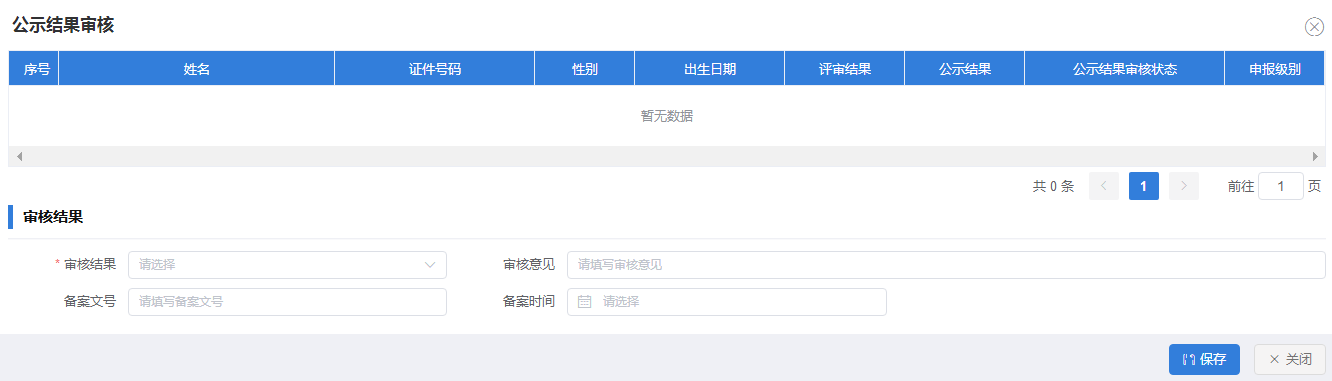 公示结果审核
序号 姓名 证件号码 性别 出生日期 评审结果 公示结果 公示结果审核状态 申报级别
暂无数据
共 0 条 1 前往 1 页
审核结果
* 审核结果 请选择 审核意见 请填写审核意见
备案文号 请填写备案文号 备案时间 请选择
保存 关闭